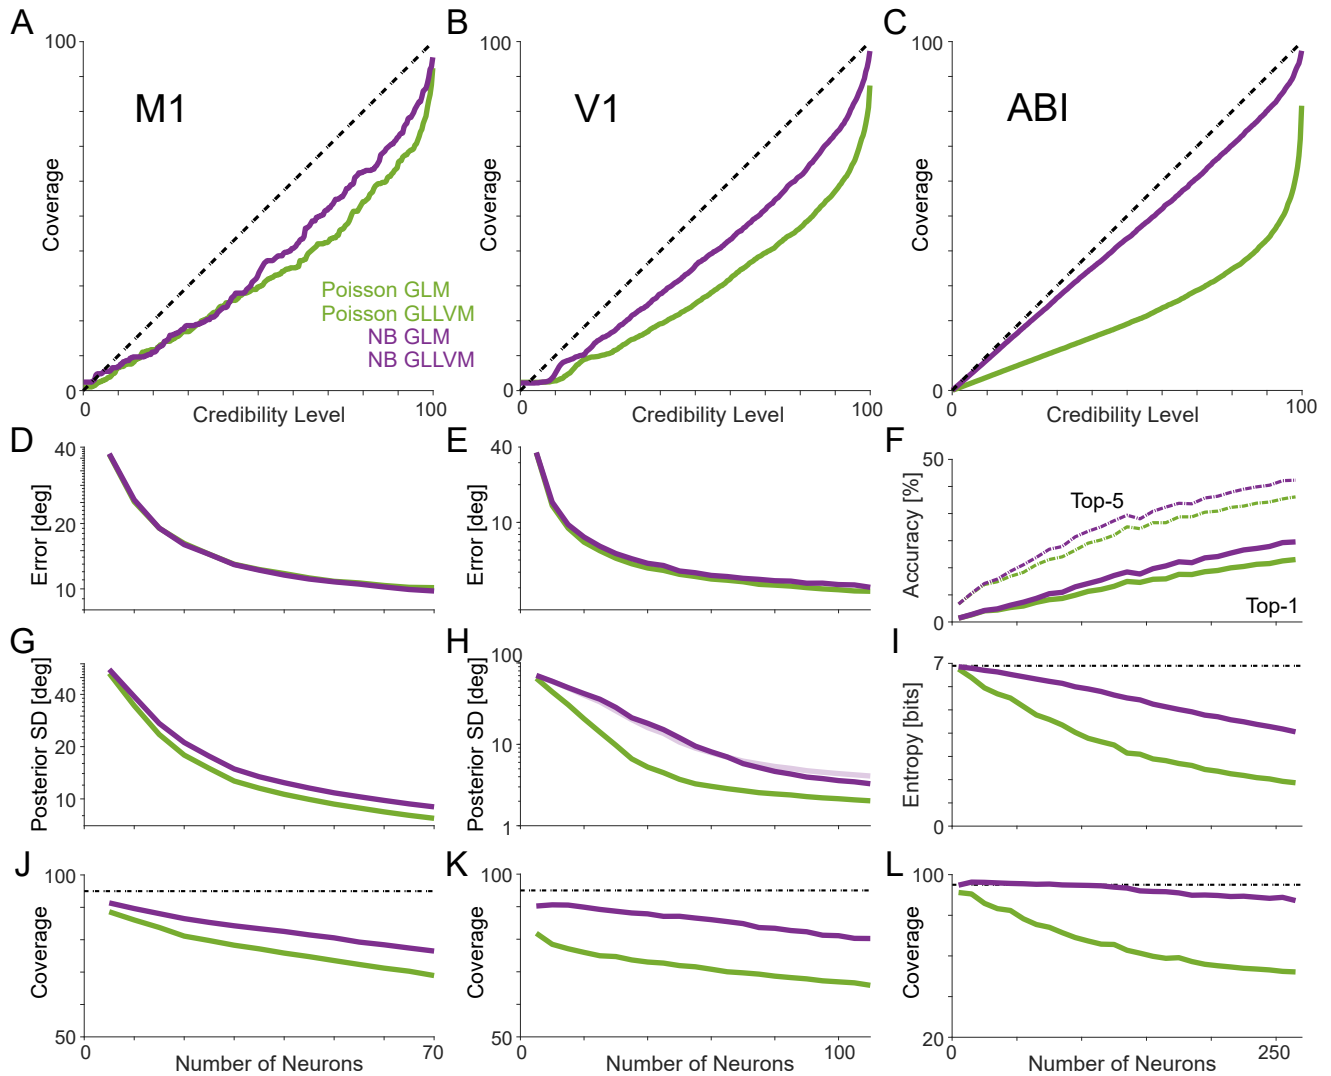 A
B
C
100
100
100
M1
V1
ABI
Coverage
Coverage
Coverage
Poisson GLM
Poisson GLLVM
NB GLM
NB GLLVM
0
0
0
0
Credibility Level
100
0
Credibility Level
100
0
Credibility Level
100
D
E
F
40
20
10
Error [deg]
40
10
Error [deg]
50
0
Accuracy [%]
Top-5
Top-1
G
H
I
40
20
10
Posterior SD [deg]
100
10
1
Posterior SD [deg]
7
0
Entropy [bits]
J
K
L
100
50
Coverage
100
50
Coverage
100
20
Coverage
0
Number of Neurons
70
0
Number of Neurons
100
0
Number of Neurons
250